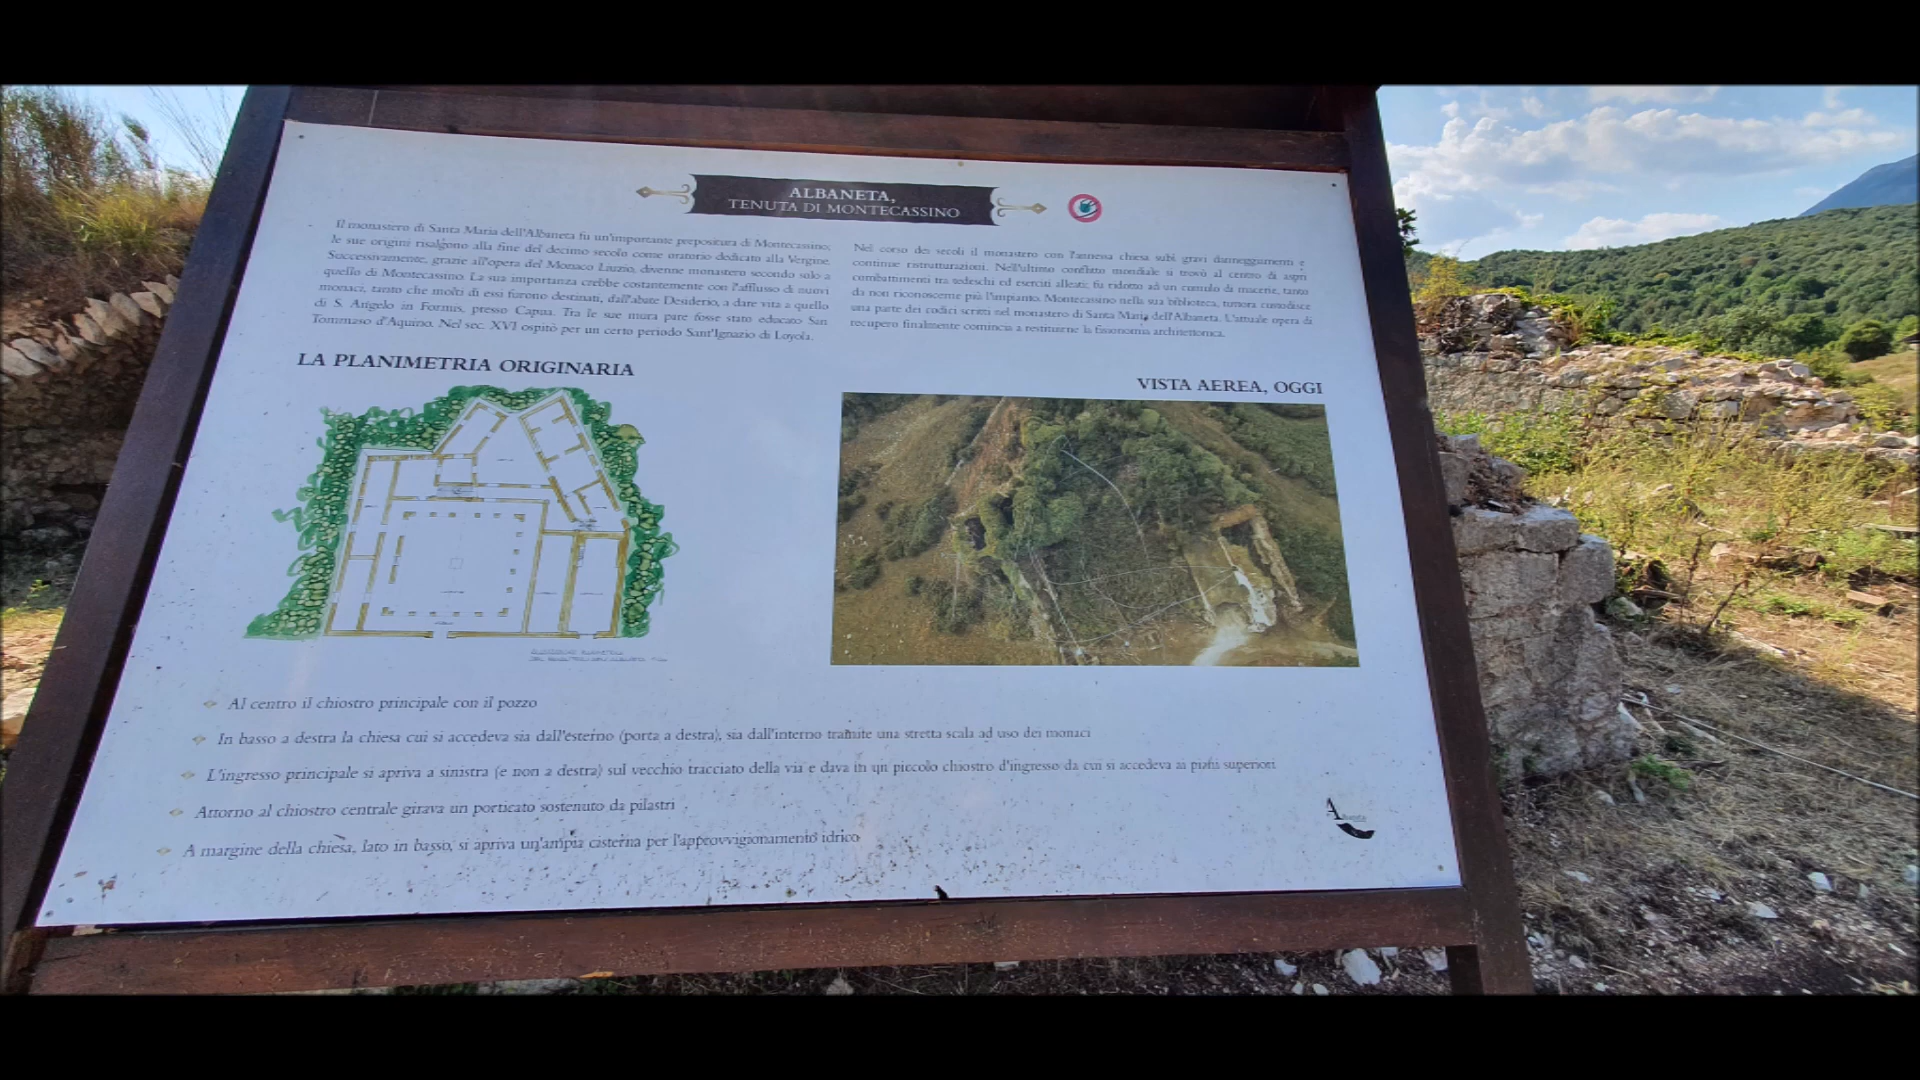 ALBANETA,
TENUTA DI MONTECASSINO
Il monastero di Santa Maria dell'Albaneta fu un'importante prepositura di Montecassino;
le sue origini risalgono alla fine del decimo secolo come oratorio dedicato alla Vergine.
Successivamente, grazie all'opera del Monaco Liuzio, divenne monastero secondo solo a
quello di Montecassino. La sua importanza crebbe costantemente con l'afflusso di nuovi
monaci, tanto che molti di essi furono destinati, dall'abate Desiderio, a dare vita a quello
di S. Angelo in Formis, presso Capua. Tra le sue mura pare fosse stato educato San
Tommaso d'Aquino. Nel sec. XVI ospitò per un certo periodo Sant'Ignazio di Loyola.
Nel corso dei secoli il monastero con l'annessa chiesa subì gravi danneggiamenti e
continue ristrutturazioni. Nell'ultimo conflitto mondiale si trovò al centro di aspri
combattimenti tra tedeschi ed eserciti alleati; fu ridotto ad un cumulo di macerie, tanto
da non riconoscerne più l'impianto. Montecassino nella sua biblioteca, tuttora custodisce
una parte dei codici scritti nel monastero di Santa Maria dell'Albaneta. L'attuale opera di
recupero finalmente comincia a restituirne la fisionomia architettonica.
LA PLANIMETRIA ORIGINARIA
VISTA AEREA, OGGI
Al centro il chiostro principale con il pozzo
In basso a destra la chiesa cui si accedeva sia dall'esterno (porta a destra), sia dall'interno tramite una stretta scala ad uso dei monaci
L'ingresso principale si apriva a sinistra (e non a destra) sul vecchio tracciato della via e dava in un piccolo chiostro d'ingresso da cui si accedeva ai piani superiori
Attorno al chiostro centrale girava un porticato sostenuto da pilastri
A margine della chiesa, lato in basso, si apriva un'ampia cisterna per l'approvvigionamento idrico